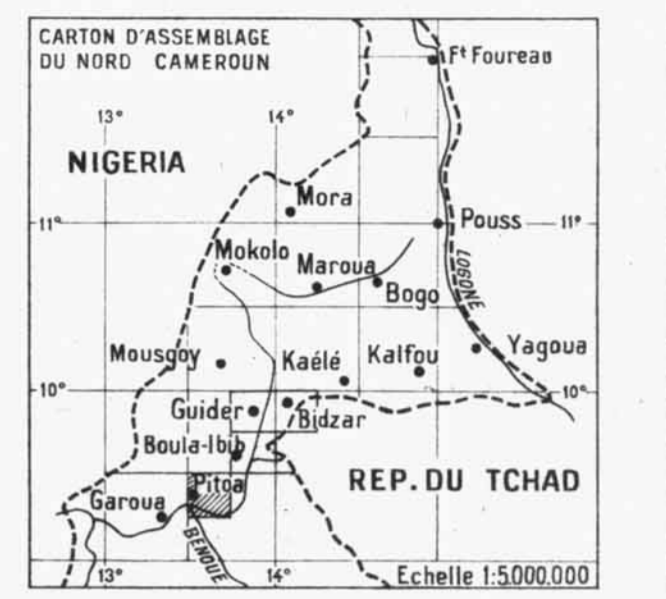 CARTON D'ASSEMBLAGE
DU NORD CAMEROUN
Ft Foureau
13° 14°
NIGERIA
Mora
11° Pouss 11°
Mokolo
Maroua
Bogo
LOGONE
Mousgoy Kaélé Kalfou Yagoua
10° 10°
Guider Bidzar
Boula-Ibib
Pitoa REP. DU TCHAD
Garoua
BENOUÉ
13° 14° Echelle 1:5.000.000